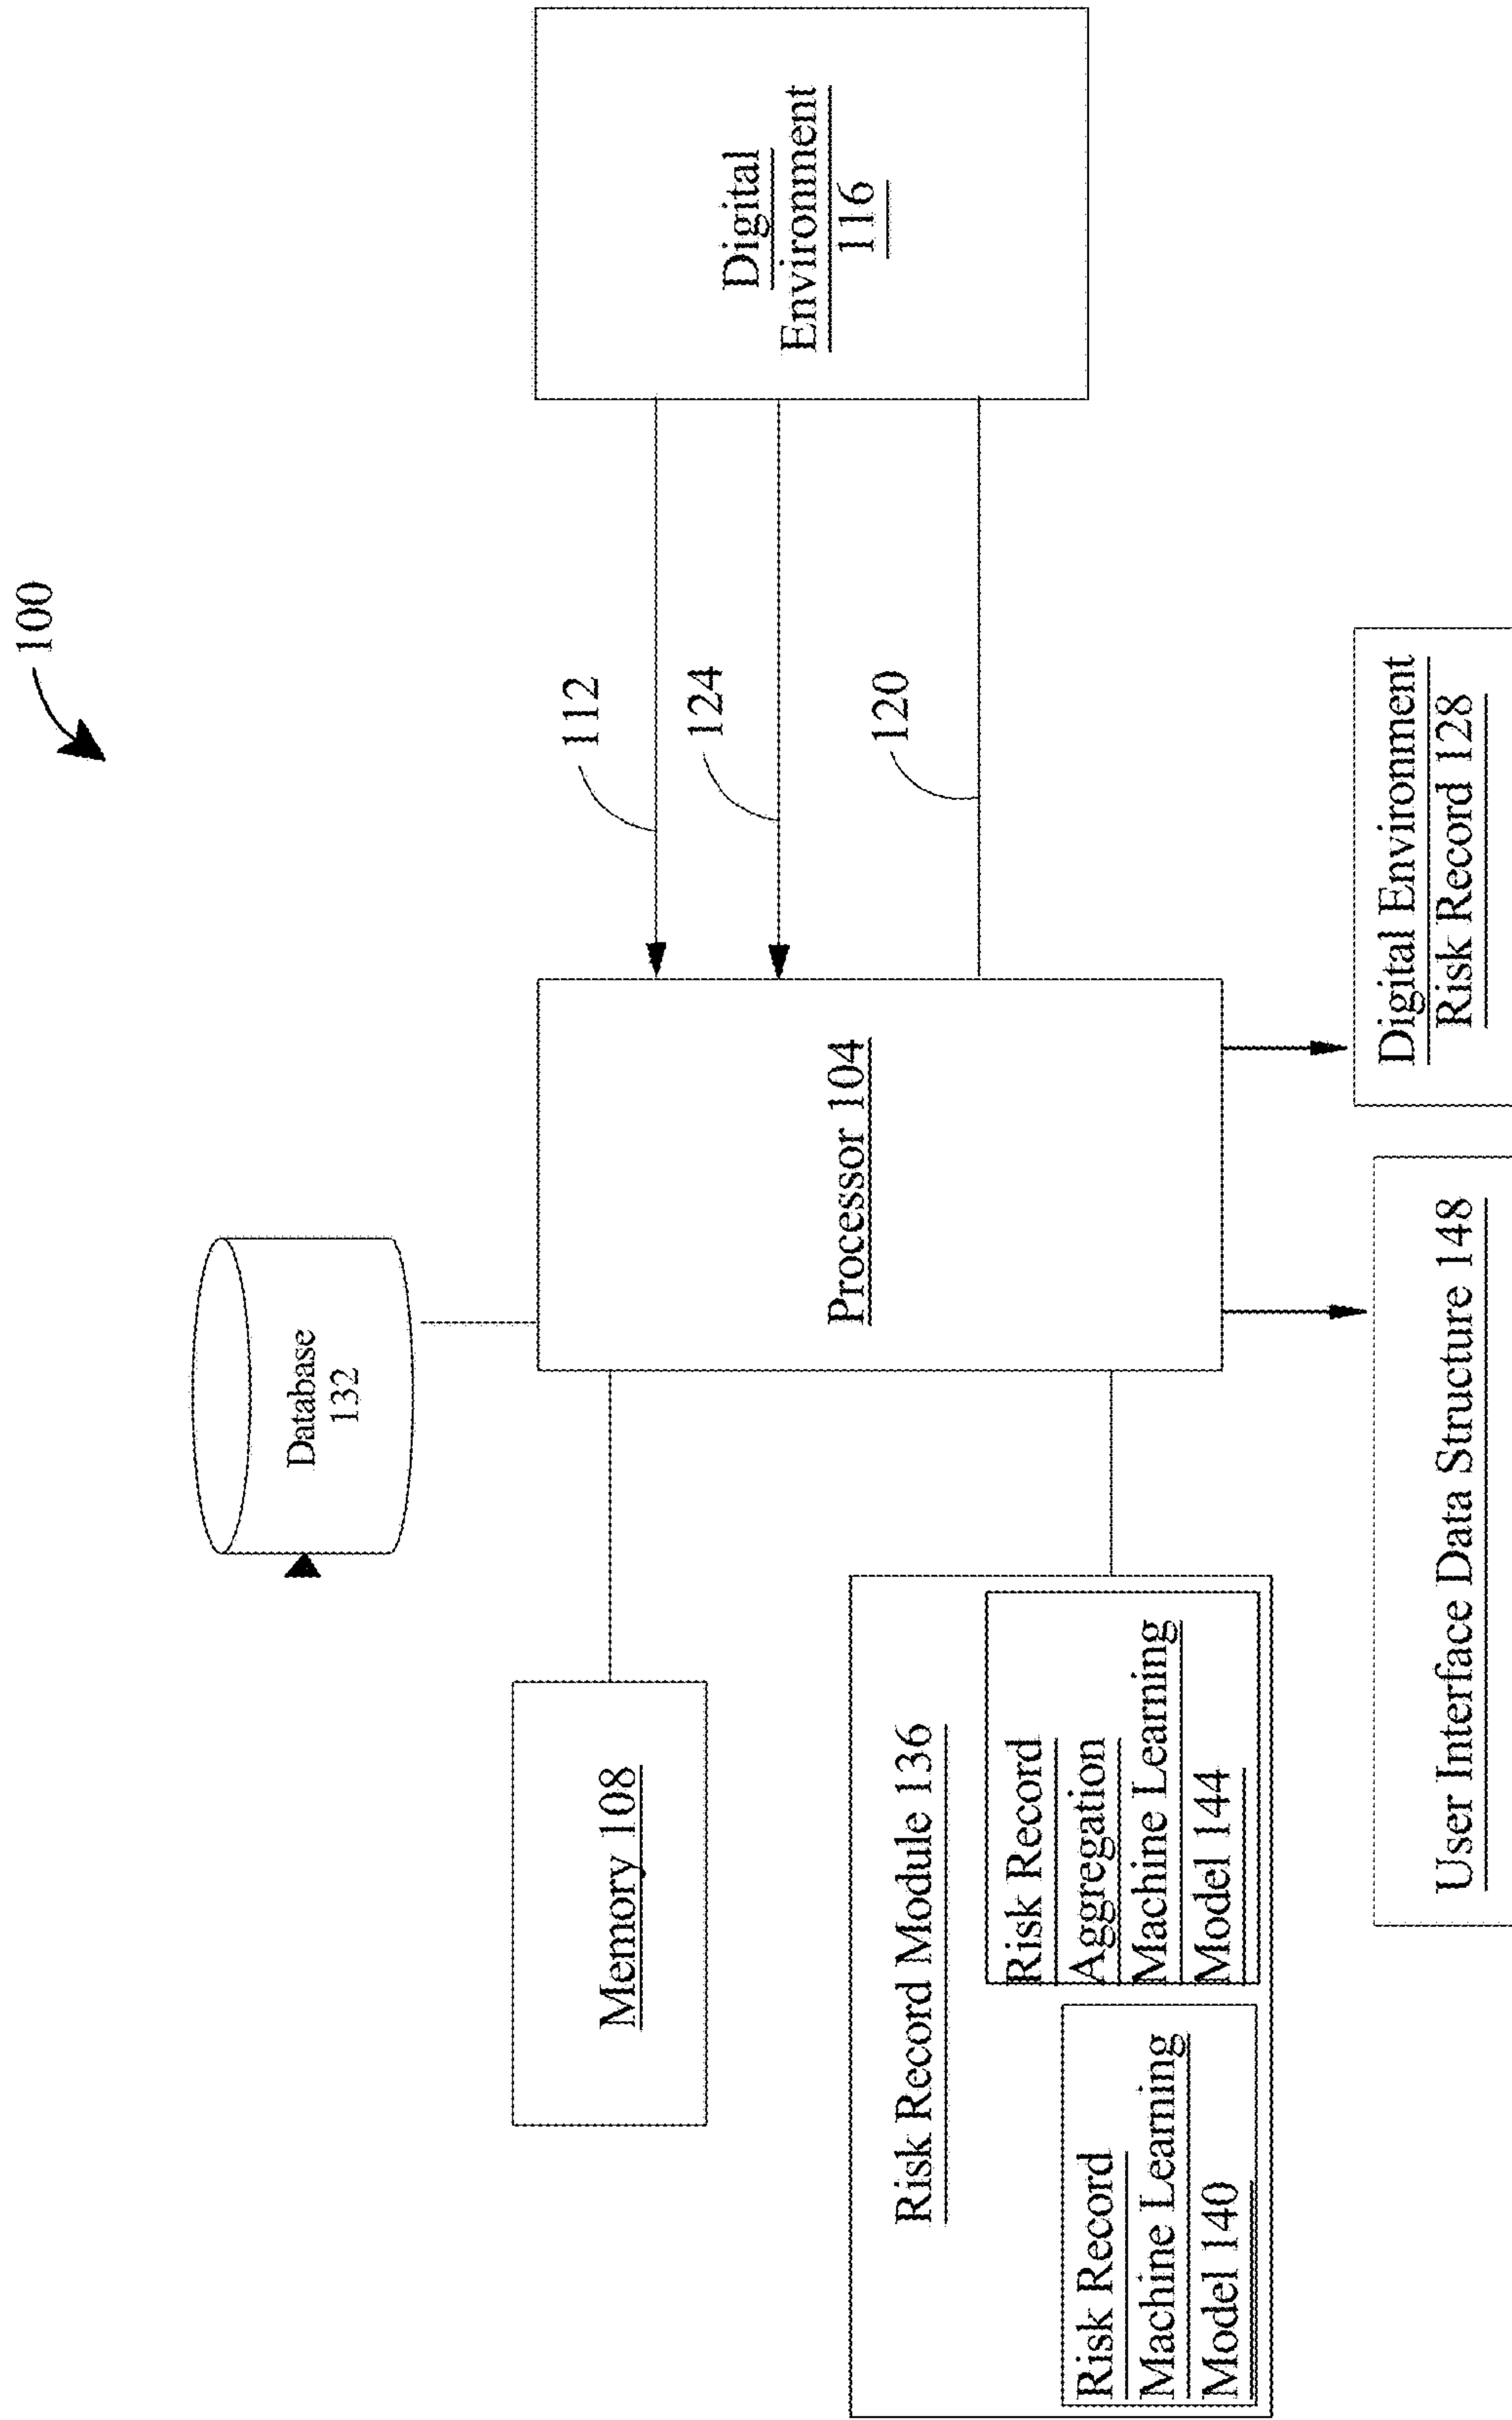 100
Database
132
Memory 108
112
124
120
Digital
Environment
116
Processor 104
Risk Record Module 136
Risk Record
Aggregation
Machine Learning
Model 144
Risk Record
Machine Learning
Model 140
Digital Environment
Risk Record 128
User Interface Data Structure 148